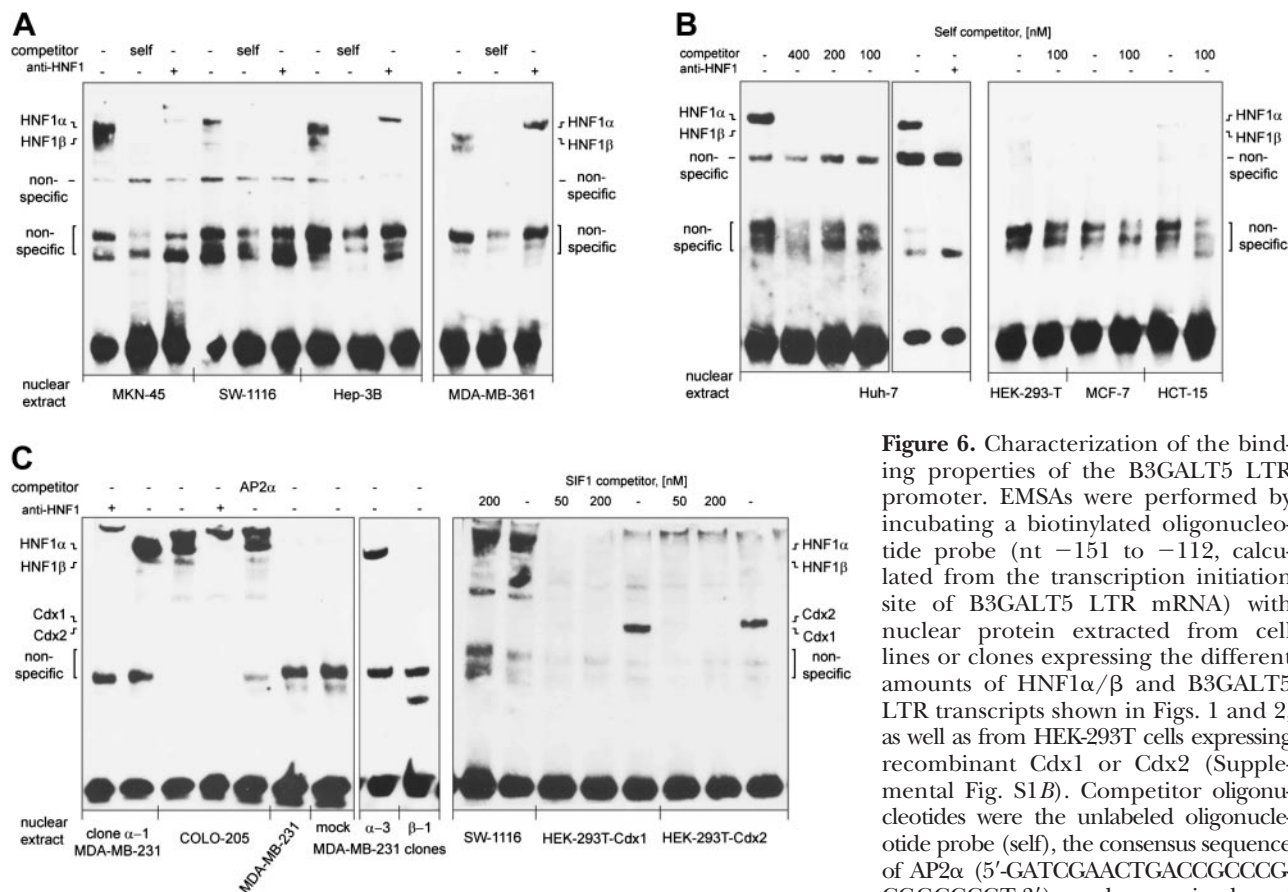 A
competitor - self - - self - - self - - self -
anti-HNF1 - - + - - + - - + - - +
HNF1α HNF1α
HNF1β HNF1β
non-specific non-specific
non-specific non-specific
nuclear extract MKN-45 SW-1116 Hep-3B MDA-MB-361
B
Self competitor, [nM]
competitor - 400 200 100 - - - 100 - 100 - 100
anti-HNF1 - - - - - + - - - - - -
HNF1α HNF1α
HNF1β HNF1β
non-specific non-specific
non-specific non-specific
nuclear extract Huh-7 HEK-293-T MCF-7 HCT-15
C
SIF1 competitor, [nM]
competitor - - - - AP2α - - - - 200 - 50 200 - 50 200 -
anti-HNF1 + - - + - - - - -
HNF1α HNF1α
HNF1β HNF1β
Cdx1 Cdx2
Cdx2 Cdx1
non-specific non-specific
nuclear extract clone α-1 MDA-MB-231 COLO-205 MDA-MB-231 mock α-3 β-1 MDA-MB-231 clones SW-1116 HEK-293T-Cdx1 HEK-293T-Cdx2
Figure 6. Characterization of the bind-
ing properties of the B3GALT5 LTR
promoter. EMSAs were performed by
incubating a biotinylated oligonucleo-
tide probe (nt −151 to −112, calcu-
lated from the transcription initiation
site of B3GALT5 LTR mRNA) with
nuclear protein extracted from cell
lines or clones expressing the different
amounts of HNF1α/β and B3GALT5
LTR transcripts shown in Figs. 1 and 2,
as well as from HEK-293T cells expressing
recombinant Cdx1 or Cdx2 (Supple-
mental Fig. S1B). Competitor oligonu-
cleotides were the unlabeled oligonucle-
otide probe (self), the consensus sequence
of AP2α (5′-GATCGAACTGACCGCCCG-